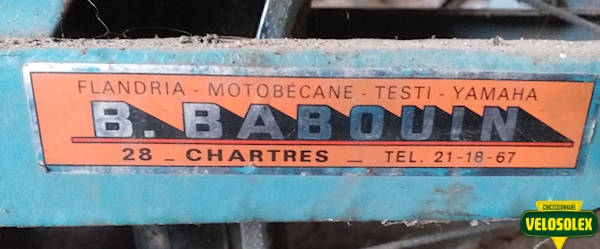 FLANDRIA - MOTOBÉCANE - TESTI - YAMAHA
B. BABOUIN
28 _ CHARTRES _ TEL. 21-18-67
CONCESSIONNAIRE
VELOSOLEX